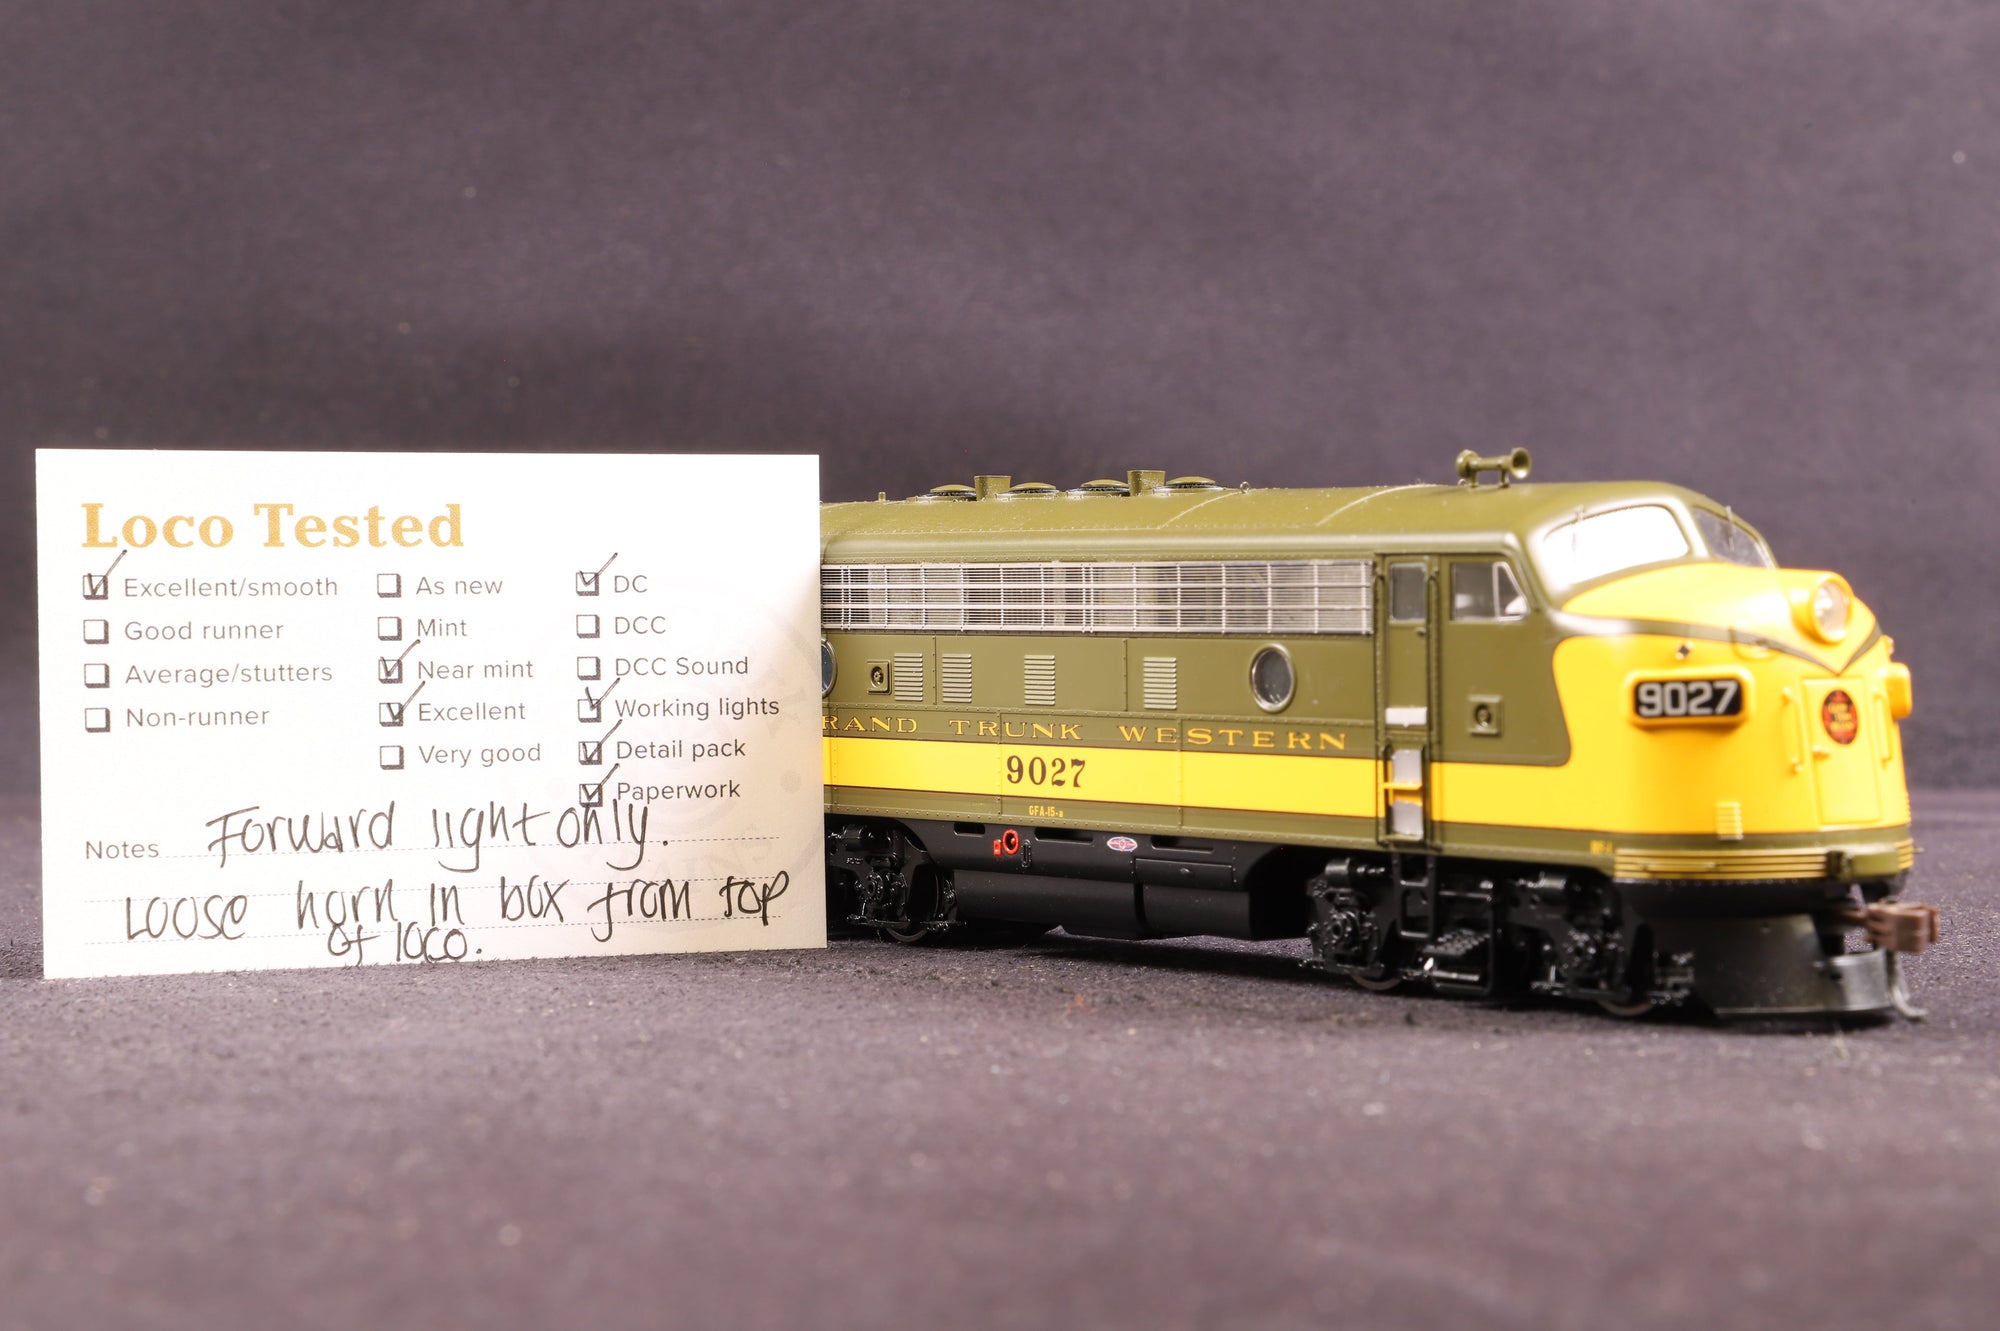 Loco Tested
Excellent/smooth
Good runner
Average/stutters
Non-runner
As new
Mint
Near mint
Excellent
Very good
DC
DCC
DCC Sound
Working lights
Detail pack
Paperwork
Notes Forward light only.
Loose horn in box from top
of loco.
RAND TRUNK WESTERN
9027
GFA-15-a
9027